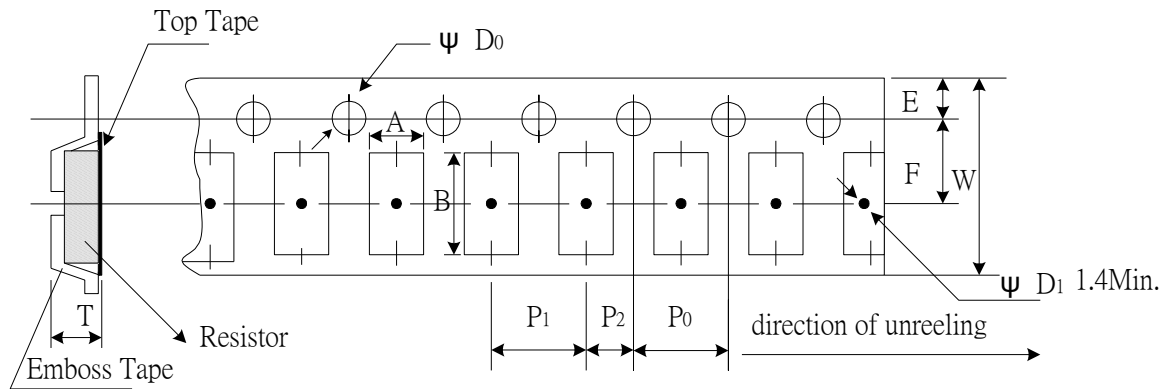 Top Tape
ψ D0
A
E
F
W
B
ψ D1 1.4Min.
T
P1
P2
P0
direction of unreeling
Resistor
Emboss Tape